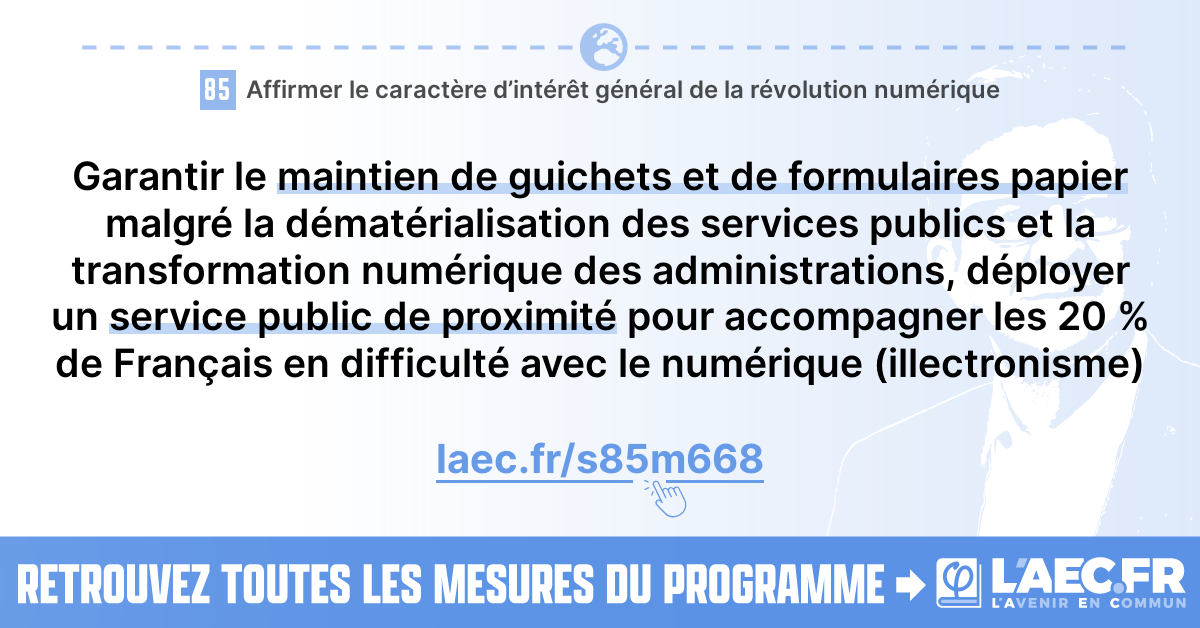 85 Affirmer le caractère d’intérêt général de la révolution numérique
Garantir le maintien de guichets et de formulaires papier
malgré la dématérialisation des services publics et la
transformation numérique des administrations, déployer
un service public de proximité pour accompagner les 20 %
de Français en difficulté avec le numérique (illectronisme)
laec.fr/s85m668
RETROUVEZ TOUTES LES MESURES DU PROGRAMME → φ L'AEC.FR
L'AVENIR EN COMMUN